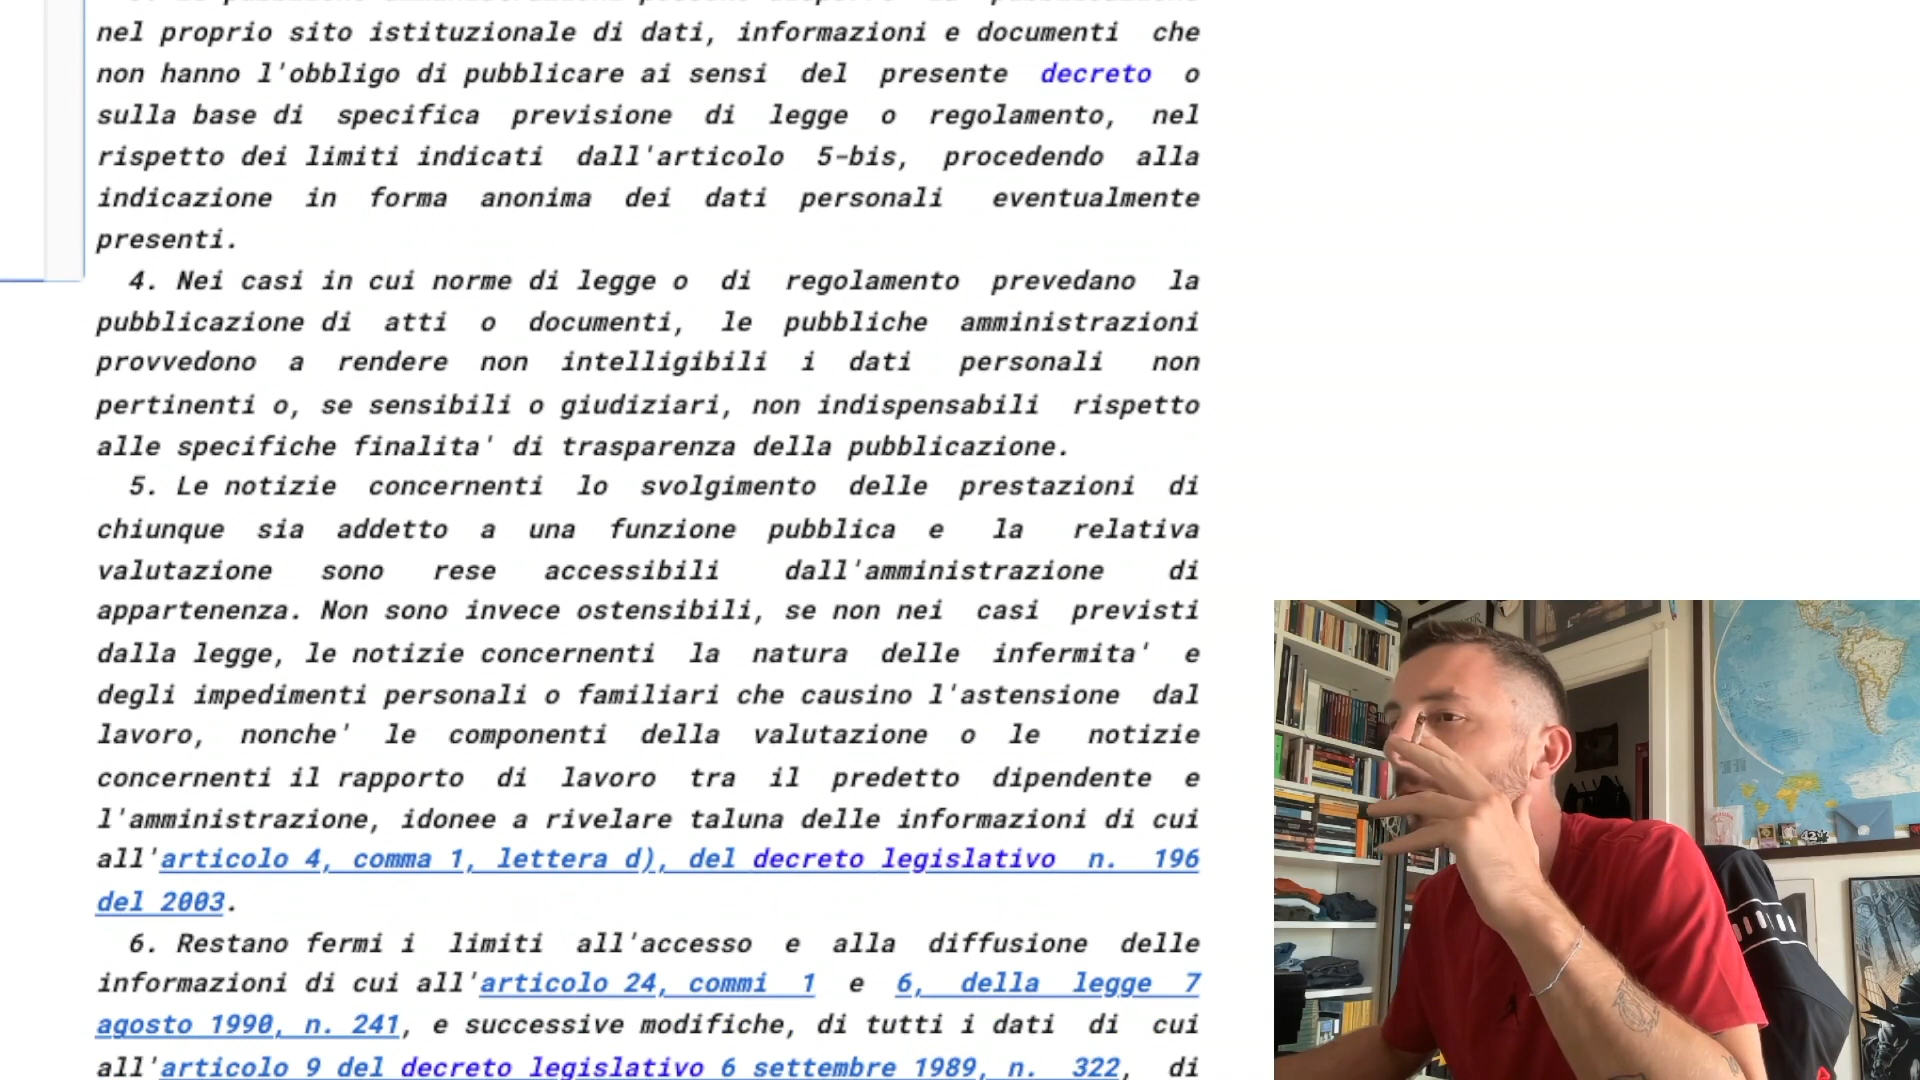 nel proprio sito istituzionale di dati, informazioni e documenti che
non hanno l'obbligo di pubblicare ai sensi del presente decreto o
sulla base di specifica previsione di legge o regolamento, nel
rispetto dei limiti indicati dall'articolo 5-bis, procedendo alla
indicazione in forma anonima dei dati personali eventualmente
presenti.
4. Nei casi in cui norme di legge o di regolamento prevedano la
pubblicazione di atti o documenti, le pubbliche amministrazioni
provvedono a rendere non intelligibili i dati personali non
pertinenti o, se sensibili o giudiziari, non indispensabili rispetto
alle specifiche finalita' di trasparenza della pubblicazione.
5. Le notizie concernenti lo svolgimento delle prestazioni di
chiunque sia addetto a una funzione pubblica e la relativa
valutazione sono rese accessibili dall'amministrazione di
appartenenza. Non sono invece ostensibili, se non nei casi previsti
dalla legge, le notizie concernenti la natura delle infermita' e
degli impedimenti personali o familiari che causino l'astensione dal
lavoro, nonche' le componenti della valutazione o le notizie
concernenti il rapporto di lavoro tra il predetto dipendente e
l'amministrazione, idonee a rivelare taluna delle informazioni di cui
all'articolo 4, comma 1, lettera d), del decreto legislativo n. 196
del 2003.
6. Restano fermi i limiti all'accesso e alla diffusione delle
informazioni di cui all'articolo 24, commi 1 e 6, della legge 7
agosto 1990, n. 241, e successive modifiche, di tutti i dati di cui
all'articolo 9 del decreto legislativo 6 settembre 1989, n. 322, di